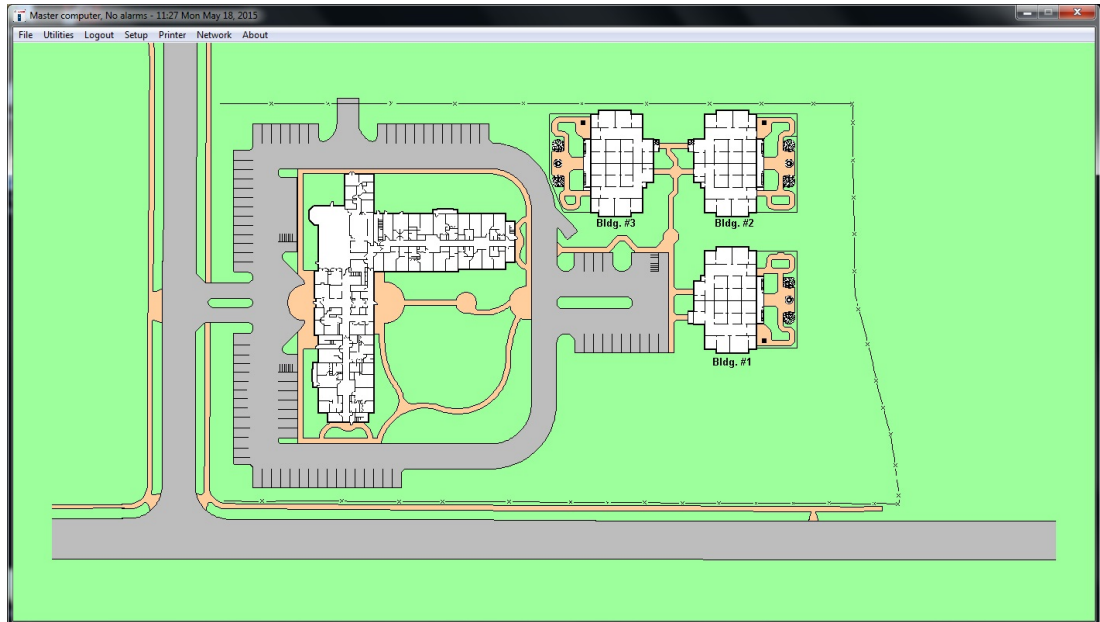 Master computer, No alarms - 11:27 Mon May 18, 2015
File Utilities Logout Setup Printer Network About
Bldg. #3 Bldg. #2
Bldg. #1